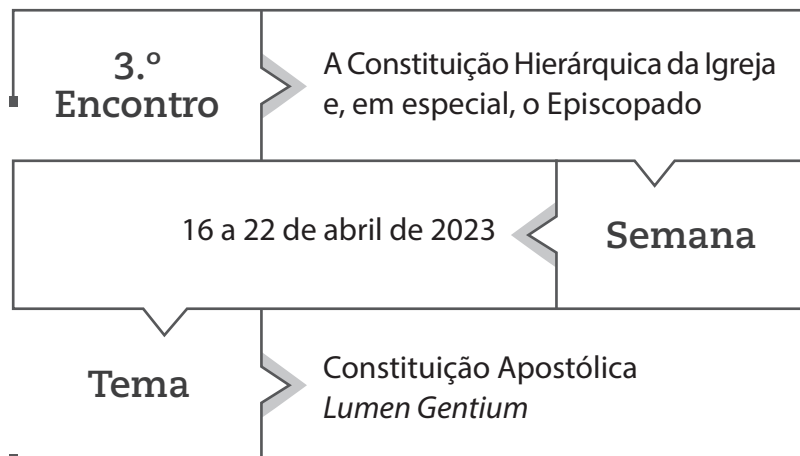 3.º
Encontro
A Constituição Hierárquica da Igreja
e, em especial, o Episcopado
16 a 22 de abril de 2023
Semana
Tema
Constituição Apostólica
Lumen Gentium